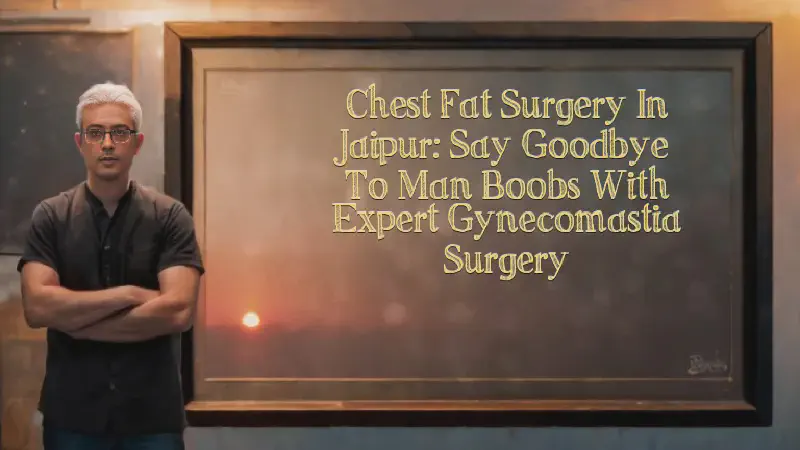 Chest Fat Surgery In
Jaipur: Say Goodbye
To Man Boobs With
Expert Gynecomastia
Surgery